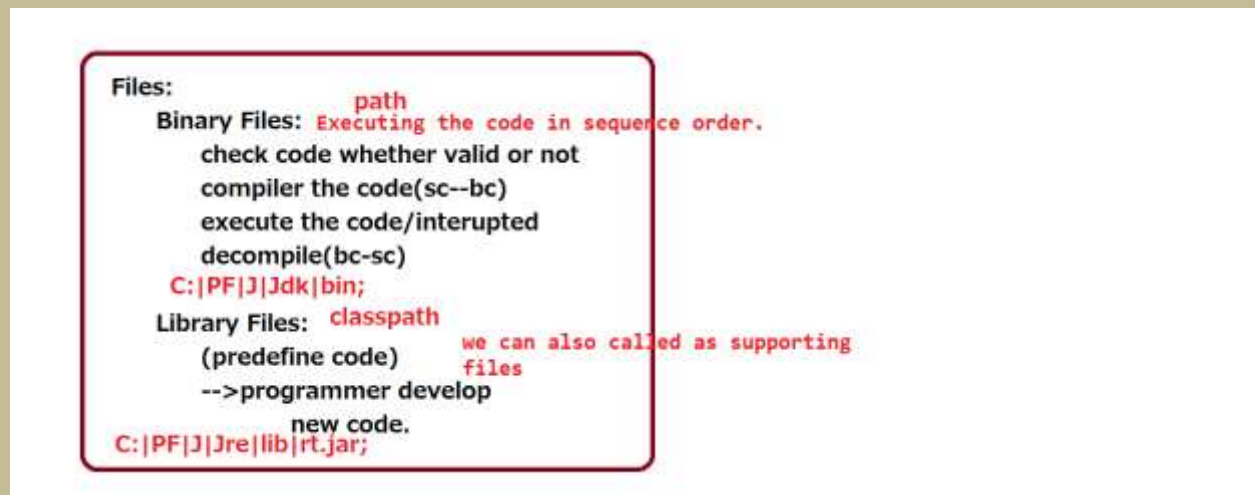 Files:
path
Binary Files: Executing the code in sequence order.
check code whether valid or not
compiler the code(sc--bc)
execute the code/interupted
decompile(bc-sc)
C:|PF|J|Jdk|bin;
Library Files: classpath
(predefine code)
we can also called as supporting
files
-->programmer develop
new code.
C:|PF|J|Jre|lib|rt.jar;